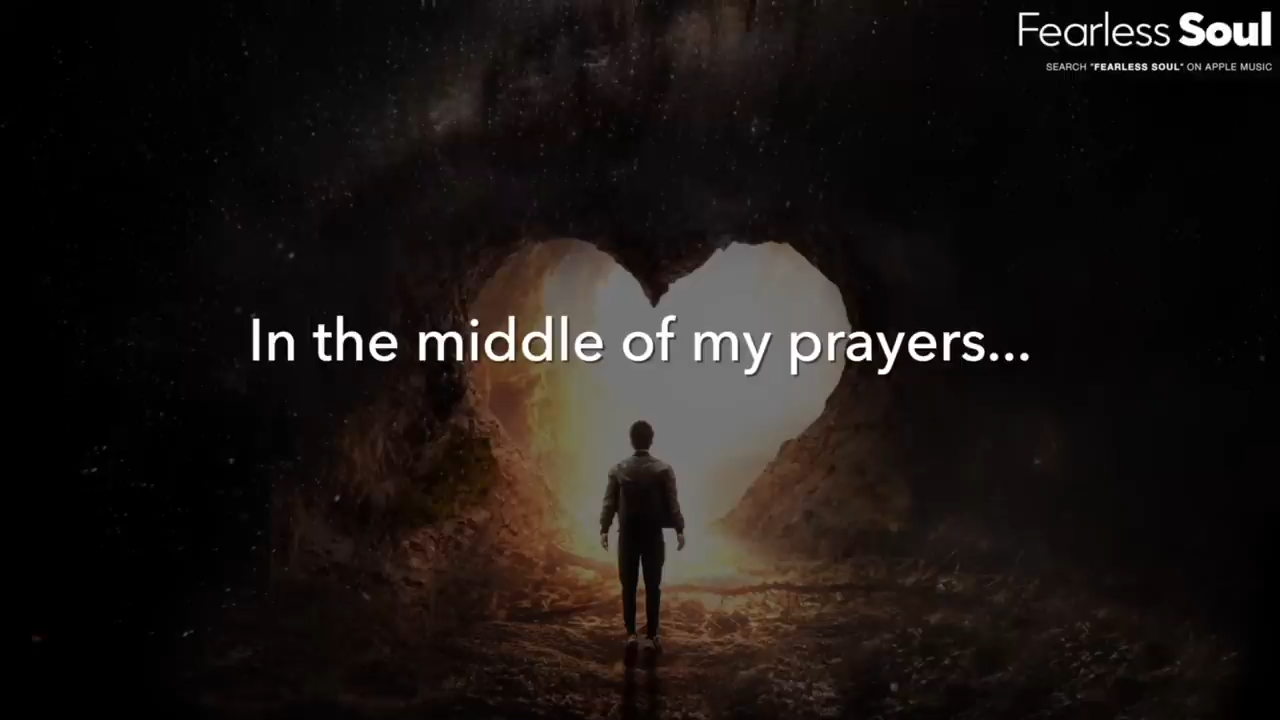 Fearless Soul
SEARCH "FEARLESS SOUL" ON APPLE MUSIC
In the middle of my prayers...